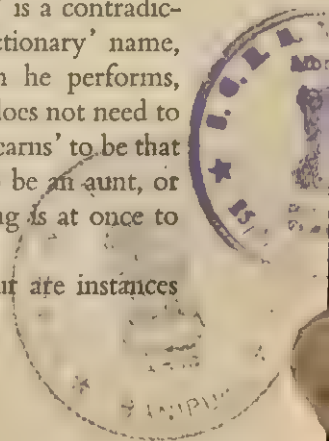 ’ is a contradic-
ctionary’ name,
n he performs,
does not need to
earns’ to be that
be an aunt, or
ng is at once to
ur are instances